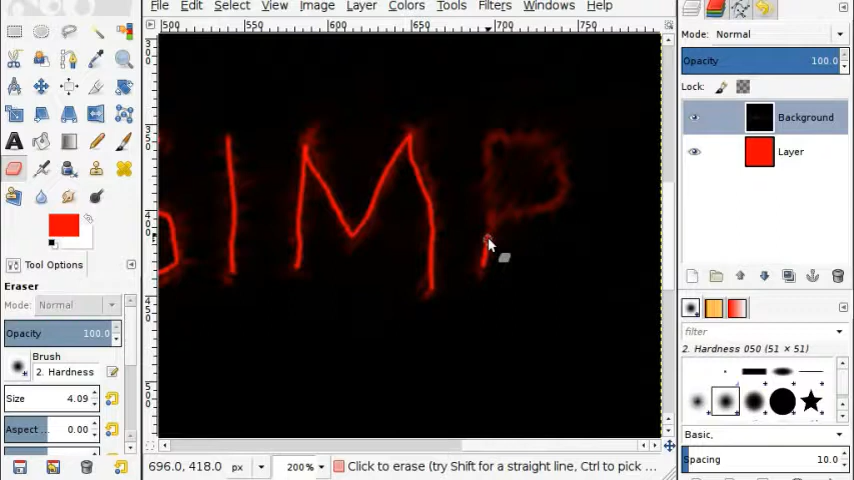 Edit Select View Image Layer Colors Tools Filters Windows Help
500 550 600 650 700
IMP
Mode: Normal
Opacity 100.0
Lock:
Background
Layer
Tool Options
Eraser
Mode: Normal
Opacity 100.0
Brush
2. Hardness
Size 4.09
Aspect ... 0.00
filter
2. Hardness 050 (51 × 51)
Basic,
Spacing 10.0
696.0, 418.0 px 200% Click to erase (try Shift for a straight line, Ctrl to pick ...